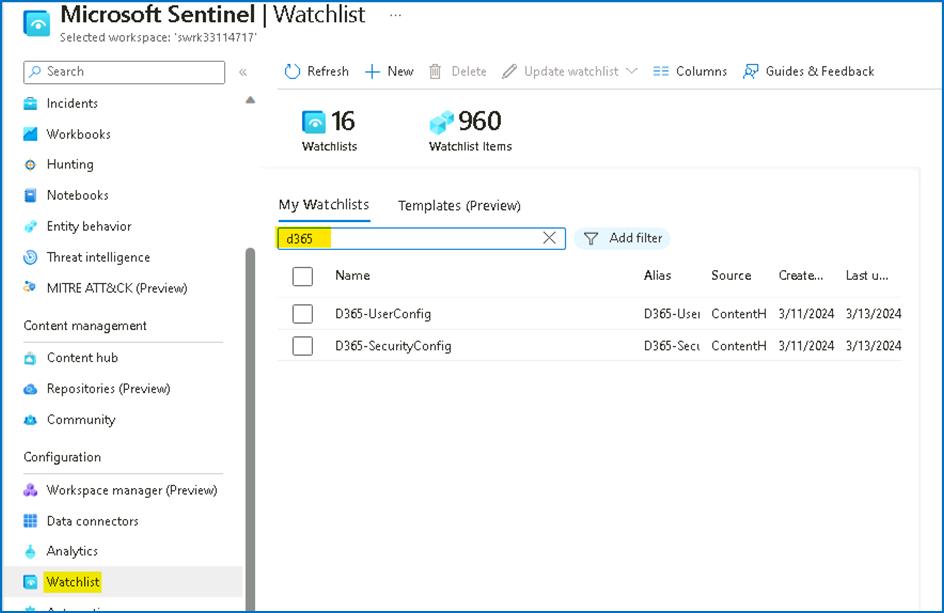 Microsoft Sentinel | Watchlist ...
Selected workspace: 'swrk33114717'
Search
«
Refresh
New
Delete
Update watchlist
Columns
Guides & Feedback
Incidents
Workbooks
Hunting
Notebooks
Entity behavior
Threat intelligence
MITRE ATT&CK (Preview)
Content management
Content hub
Repositories (Preview)
Community
Configuration
Workspace manager (Preview)
Data connectors
Analytics
Watchlist
16
Watchlists
960
Watchlist Items
My Watchlists
Templates (Preview)
d365
Add filter
Name Alias Source Create... Last u...
D365-UserConfig D365-User ContentH 3/11/2024 3/13/2024
D365-SecurityConfig D365-Secu ContentH 3/11/2024 3/13/2024